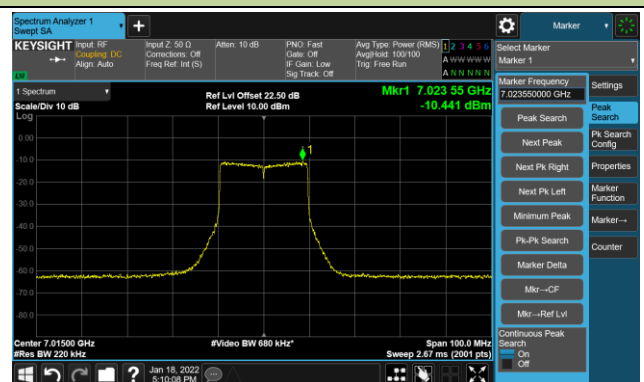 Spectrum Analyzer 1
Swept SA
+
Marker
KEYSIGHT
Input: RF
Coupling: DC
Align: Auto
Input Z: 50 Ω
Corrections: Off
Freq Ref: Int (S)
Atten: 10 dB
PNO: Fast
Gate: Off
IF Gain: Low
Sig Track: Off
Avg Type: Power (RMS)
Avg|Hold: 100/100
Trig: Free Run
1 2 3 4 5 6
A W W W W W
A N N N N N
LW
Select Marker
Marker 1
1 Spectrum
Scale/Div 10 dB
Log
Ref Lvl Offset 22.50 dB
Ref Level 10.00 dBm
Mkr1 7.023 55 GHz
-10.441 dBm
0.00
-10.0
-20.0
-30.0
-40.0
-50.0
-60.0
-70.0
-80.0
1
Center 7.01500 GHz
#Res BW 220 kHz
#Video BW 680 kHz*
Span 100.0 MHz
Sweep 2.67 ms (2001 pts)
Marker Frequency
7.023550000 GHz
Peak Search
Next Peak
Next Pk Right
Next Pk Left
Minimum Peak
Pk-Pk Search
Marker Delta
Mkr→CF
Mkr→Ref Lvl
Continuous Peak
Search
On
Off
Settings
Peak
Search
Pk Search
Config
Properties
Marker
Function
Marker→
Counter
?
Jan 18, 2022
5:10:08 PM